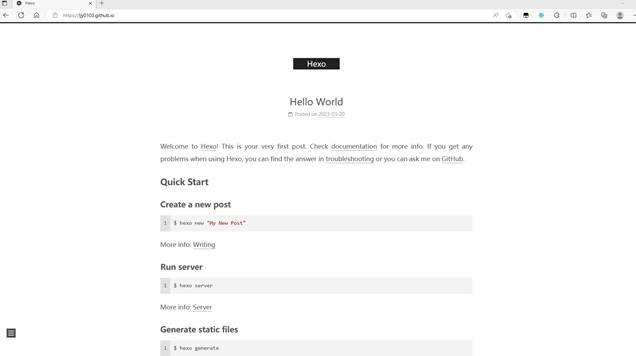 Hexo
https://jjy0103.github.io
Hexo
Hello World
Posted on 2023-03-20
Welcome to Hexo! This is your very first post. Check documentation for more info. If you get any
problems when using Hexo, you can find the answer in troubleshooting or you can ask me on GitHub.
Quick Start
Create a new post
1 $ hexo new "My New Post"
More info: Writing
Run server
1 $ hexo server
More info: Server
Generate static files
1 $ hexo generate